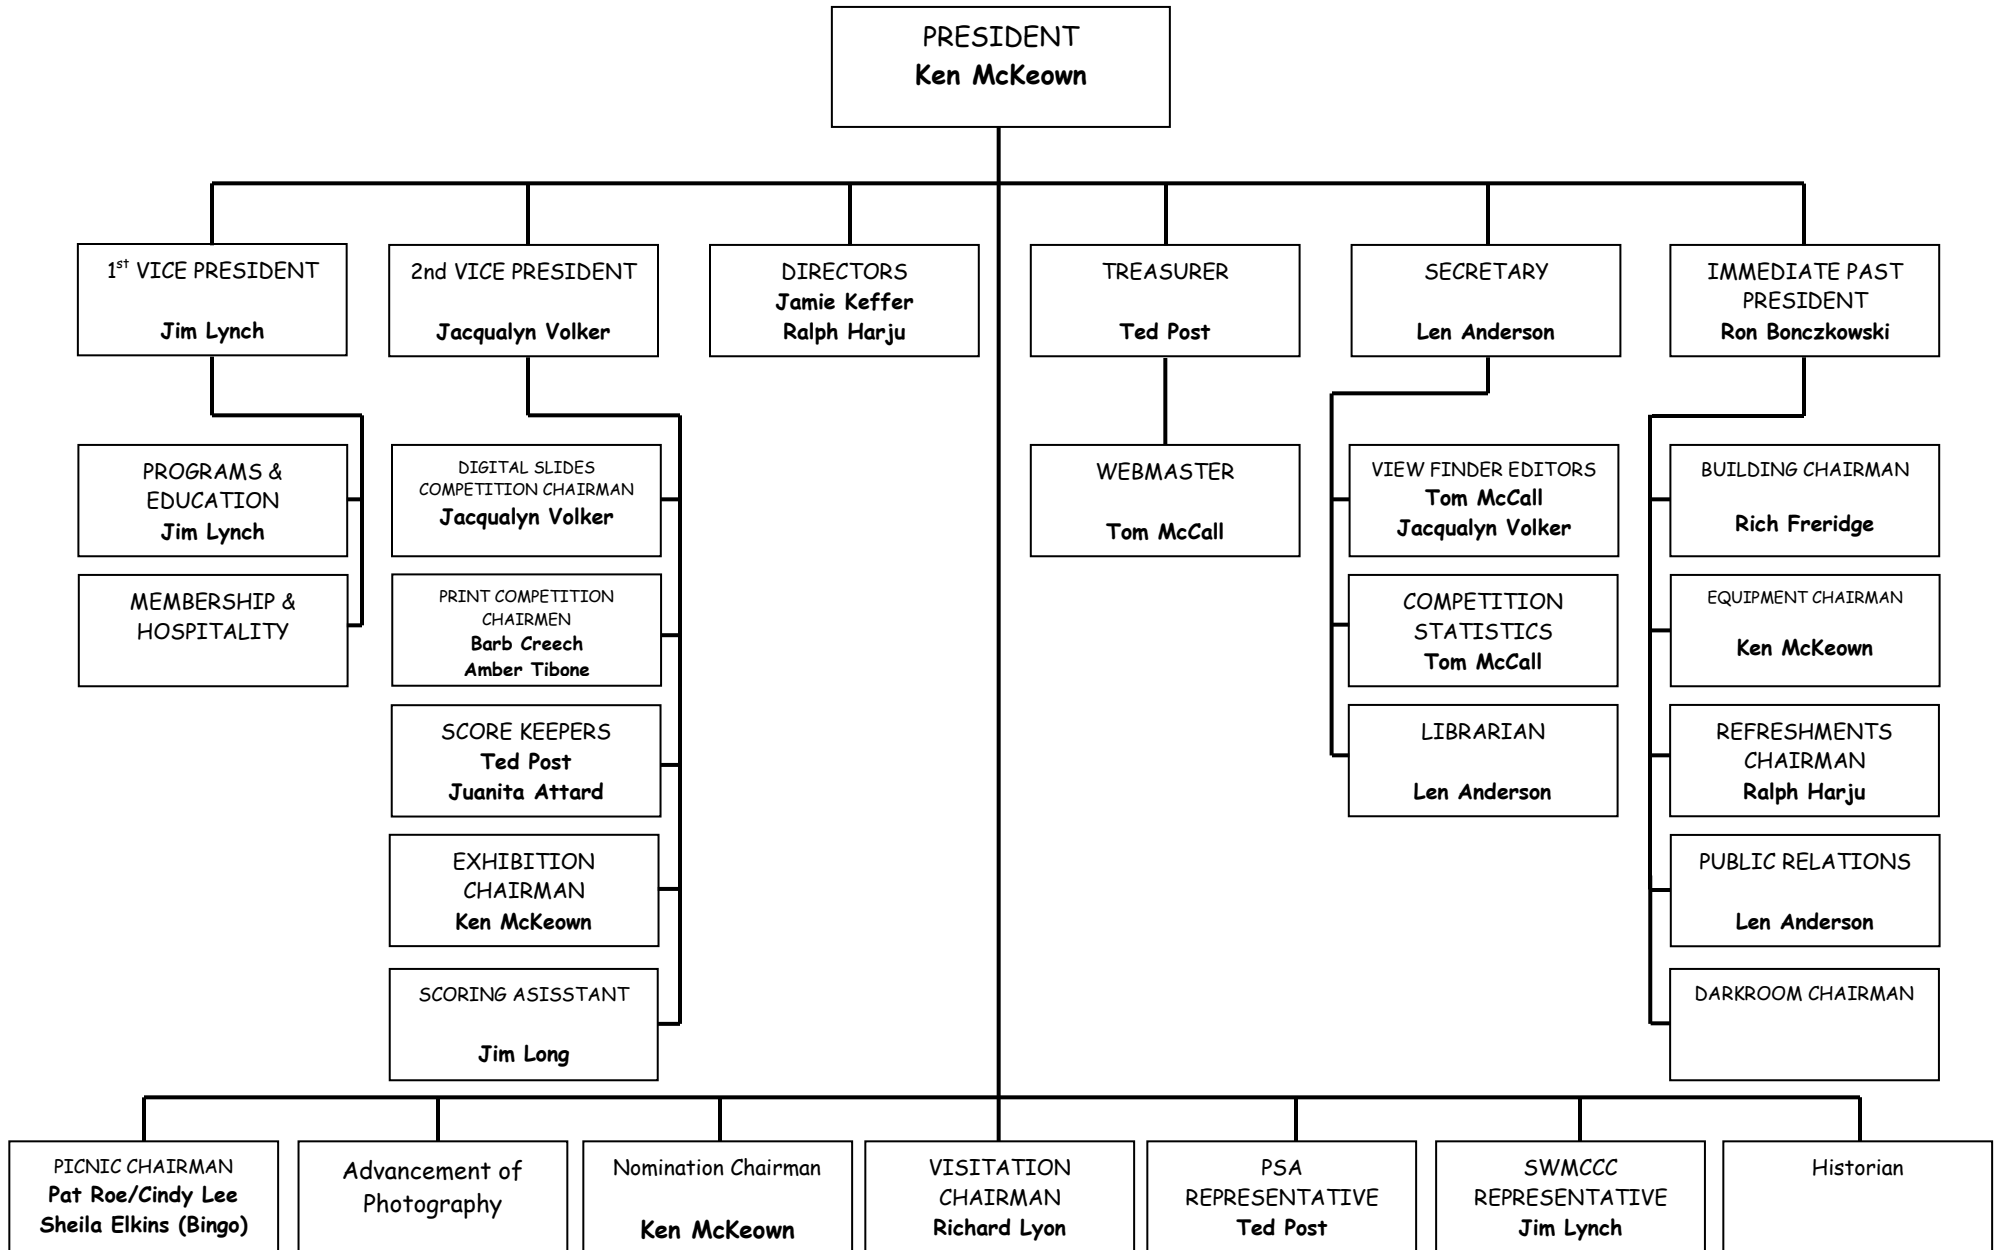 PRESIDENT
Ken McKeown
1st VICE PRESIDENT
Jim Lynch
2nd VICE PRESIDENT
Jacqualyn Volker
DIRECTORS
Jamie Keffer
Ralph Harju
TREASURER
Ted Post
SECRETARY
Len Anderson
IMMEDIATE PAST
PRESIDENT
Ron Bonczkowski
PROGRAMS &
EDUCATION
Jim Lynch
MEMBERSHIP &
HOSPITALITY
DIGITAL SLIDES
COMPETITION CHAIRMAN
Jacqualyn Volker
PRINT COMPETITION
CHAIRMEN
Barb Creech
Amber Tibone
SCORE KEEPERS
Ted Post
Juanita Attard
EXHIBITION
CHAIRMAN
Ken McKeown
SCORING ASISSTANT
Jim Long
WEBMASTER
Tom McCall
VIEW FINDER EDITORS
Tom McCall
Jacqualyn Volker
COMPETITION
STATISTICS
Tom McCall
LIBRARIAN
Len Anderson
BUILDING CHAIRMAN
Rich Freridge
EQUIPMENT CHAIRMAN
Ken McKeown
REFRESHMENTS
CHAIRMAN
Ralph Harju
PUBLIC RELATIONS
Len Anderson
DARKROOM CHAIRMAN
PICNIC CHAIRMAN
Pat Roe/Cindy Lee
Sheila Elkins (Bingo)
Advancement of
Photography
Nomination Chairman
Ken McKeown
VISITATION
CHAIRMAN
Richard Lyon
PSA
REPRESENTATIVE
Ted Post
SWMCCC
REPRESENTATIVE
Jim Lynch
Historian